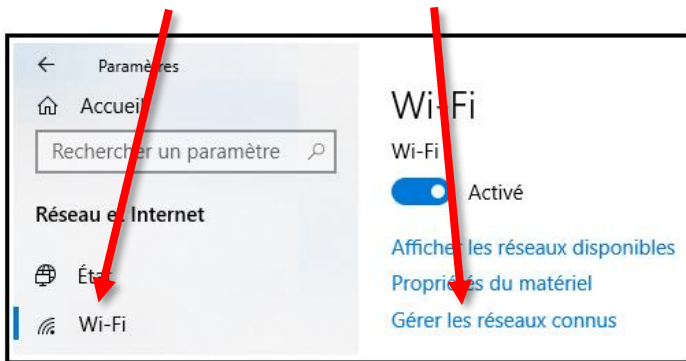 Paramètres
Accueil
Rechercher un paramètre
Réseau et Internet
État
Wi-Fi
Wi-Fi
Wi-Fi
Activé
Afficher les réseaux disponibles
Propriétés du matériel
Gérer les réseaux connus